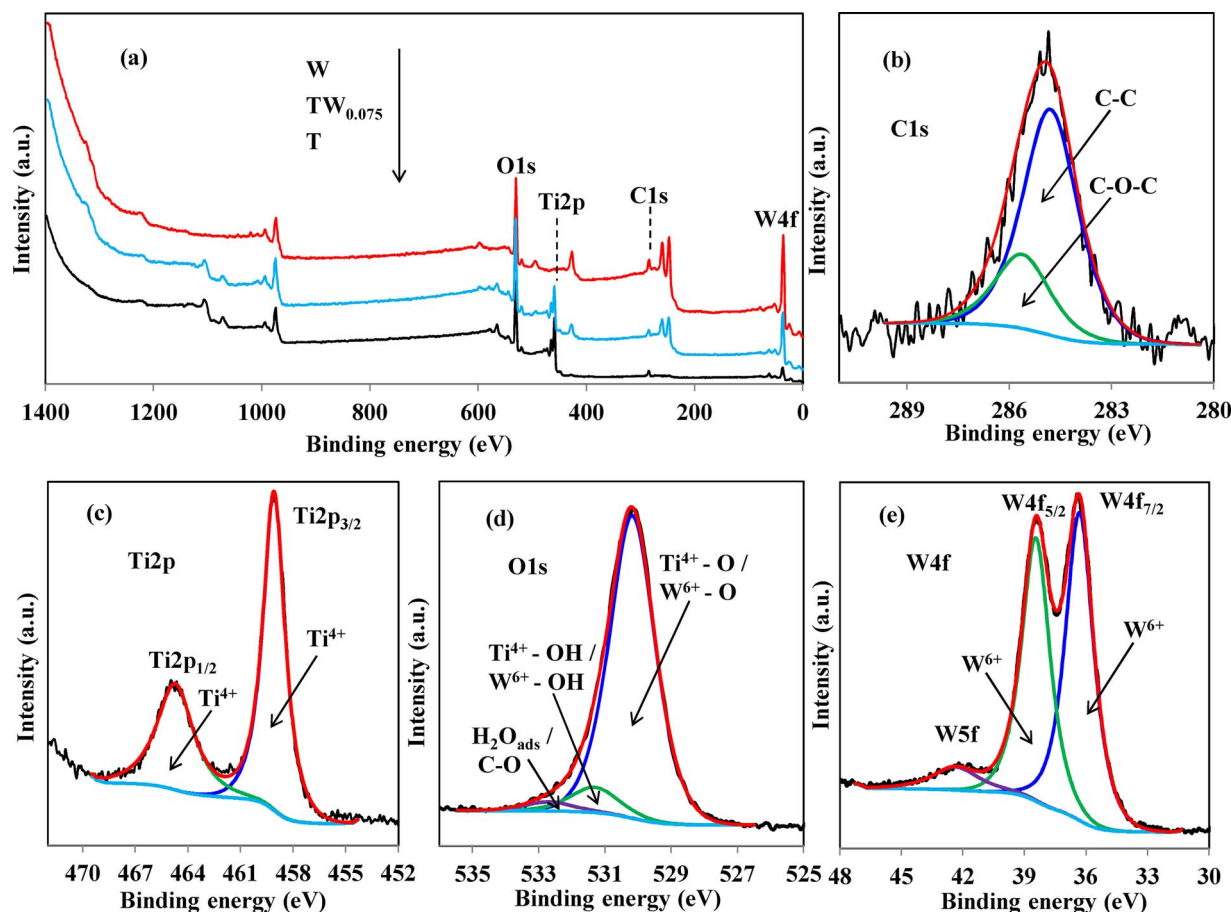 (a)
W
TW0.075
T
O1s
Ti2p
C1s
W4f
Intensity (a.u.)
1400 1200 1000 800 600 400 200 0
Binding energy (eV)
(b)
C1s
C-C
C-O-C
Intensity (a.u.)
289 286 283 280
Binding energy (eV)
(c)
Ti2p
Ti2p3/2
Ti4+
Ti2p1/2
Ti4+
Intensity (a.u.)
470 467 464 461 458 455 452
Binding energy (eV)
(d)
O1s
Ti4+ - O /
W6+ - O
Ti4+ - OH /
W6+ - OH
H2Oads /
C-O
Intensity (a.u.)
535 533 531 529 527 525
Binding energy (eV)
(e)
W4f5/2
W4f7/2
W4f
W6+
W6+
W5f
Intensity (a.u.)
48 45 42 39 36 33 30
Binding energy (eV)